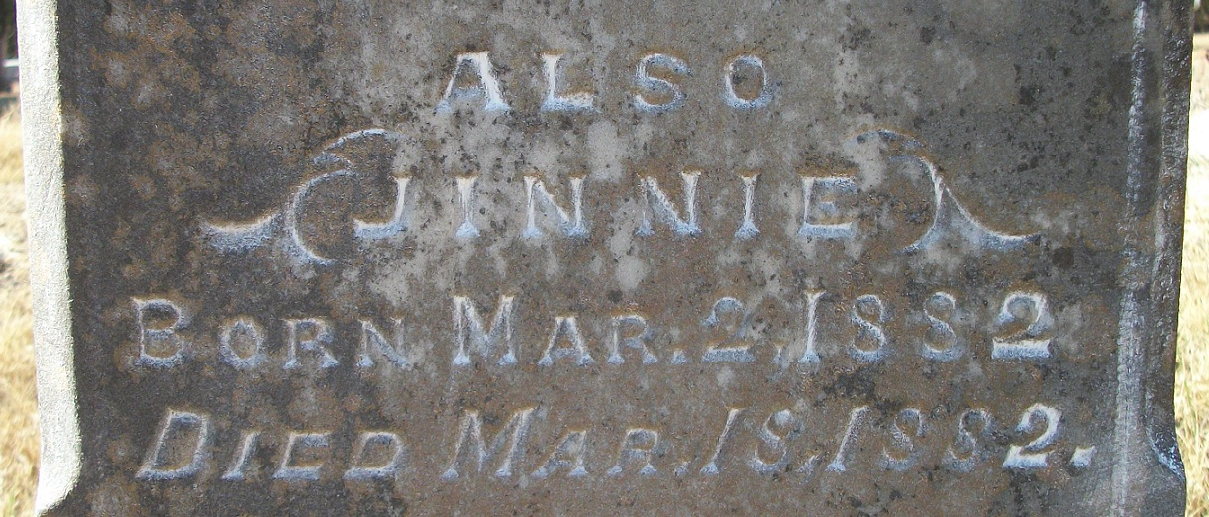 ALSO
JINNIE
BORN MAR. 2, 1882
DIED MAR. 18, 1882.